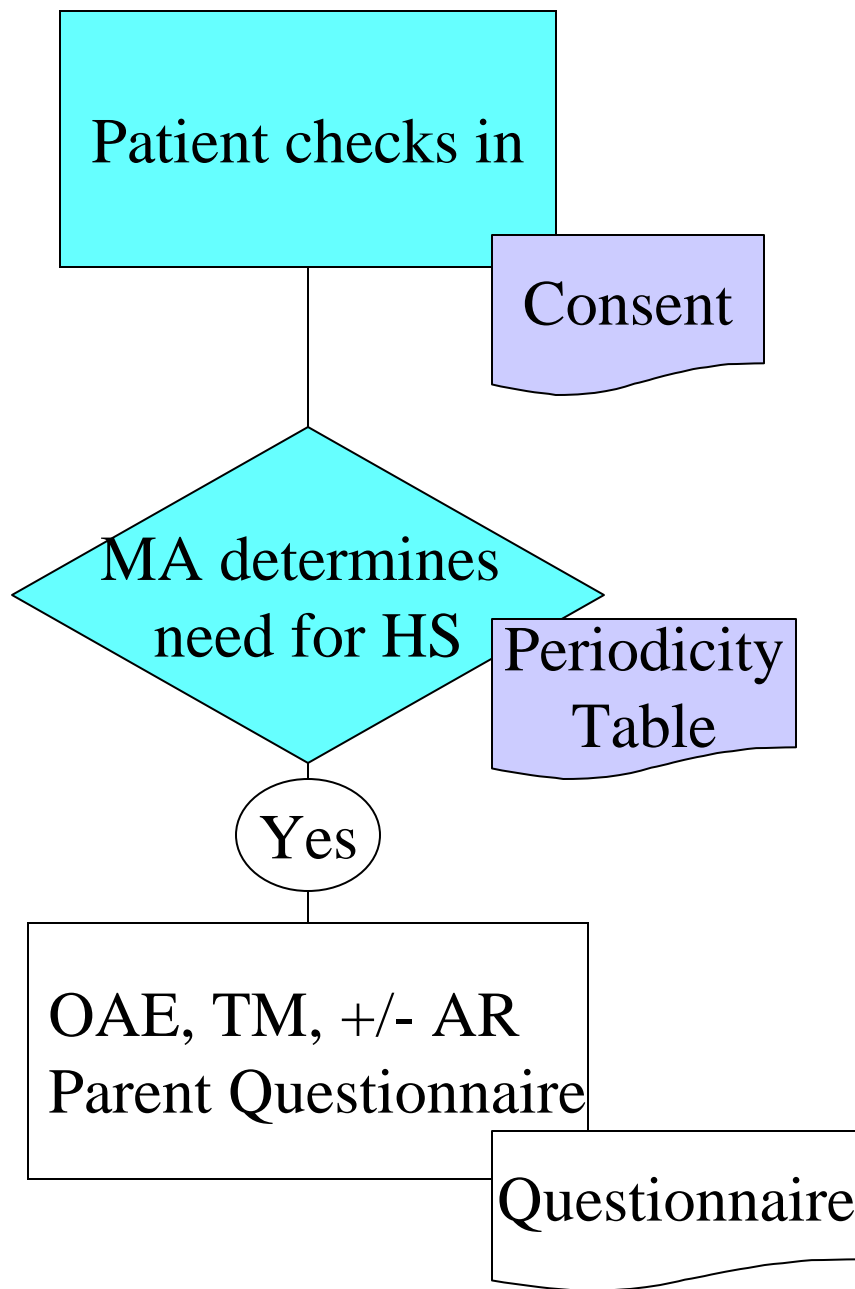 Patient checks in
Consent
MA determines
need for HS
Periodicity
Table
Yes
OAE, TM, +/- AR
Parent Questionnaire
Questionnaire